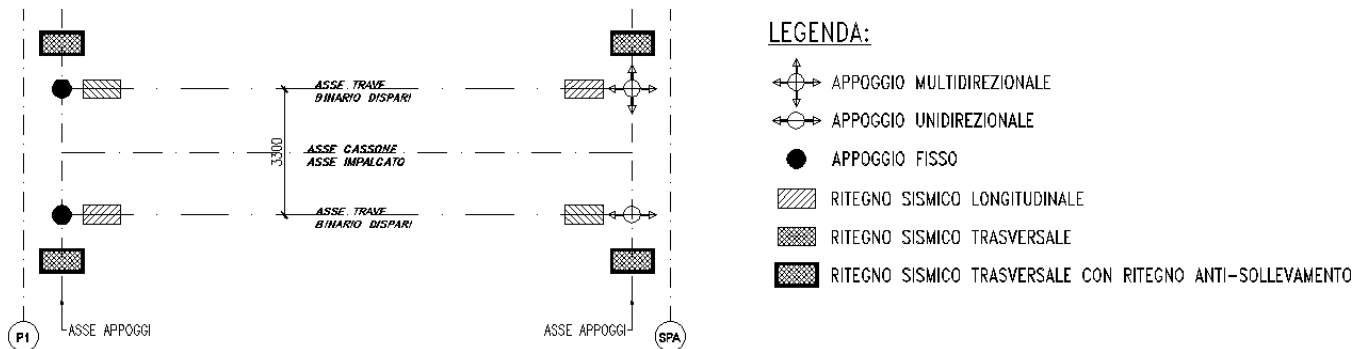 ASSE TRAVE
BINARIO DISPARI
3300
ASSE CASSONE
ASSE IMPALCATO
ASSE TRAVE
BINARIO DISPARI
P1
ASSE APPOGGI
ASSE APPOGGI
SPA
LEGENDA:
APPOGGIO MULTIDIREZIONALE
APPOGGIO UNIDIREZIONALE
APPOGGIO FISSO
RITEGNO SISMICO LONGITUDINALE
RITEGNO SISMICO TRASVERSALE
RITEGNO SISMICO TRASVERSALE CON RITEGNO ANTI-SOLLEVAMENTO